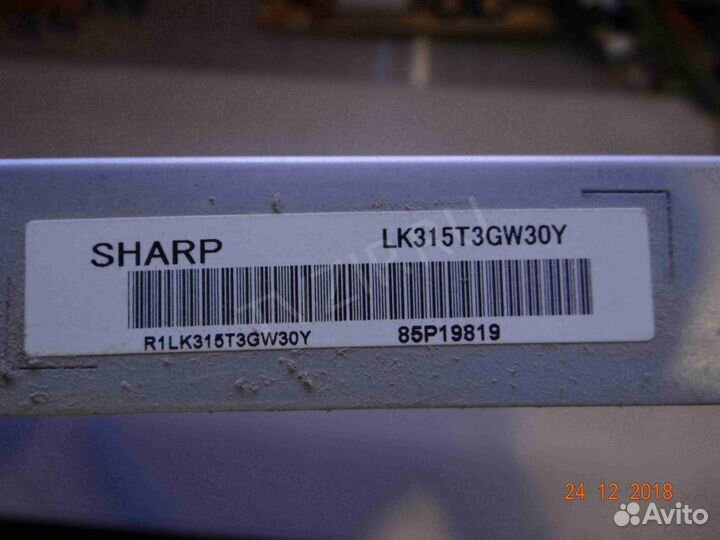 SHARP
LK315T3GW30Y
R1LK315T3GW30Y
85P19819
24 12 2018
Avito